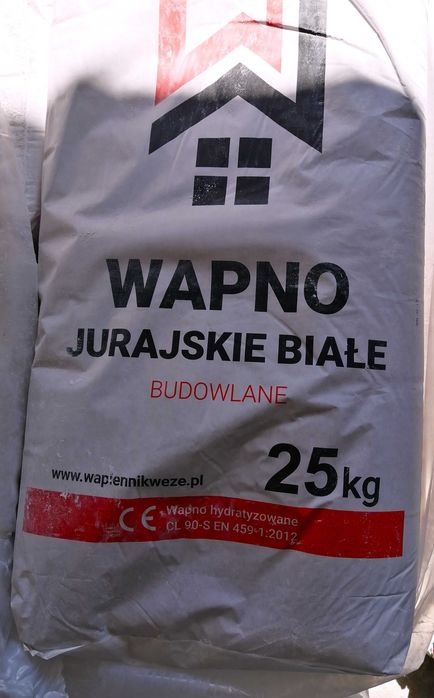 WAPNO
JURAJSKIE BIAŁE
BUDOWLANE
25kg
www.wapiennikweze.pl
CE Wapno hydratyzowane
CL 90-S EN 459-1:2012